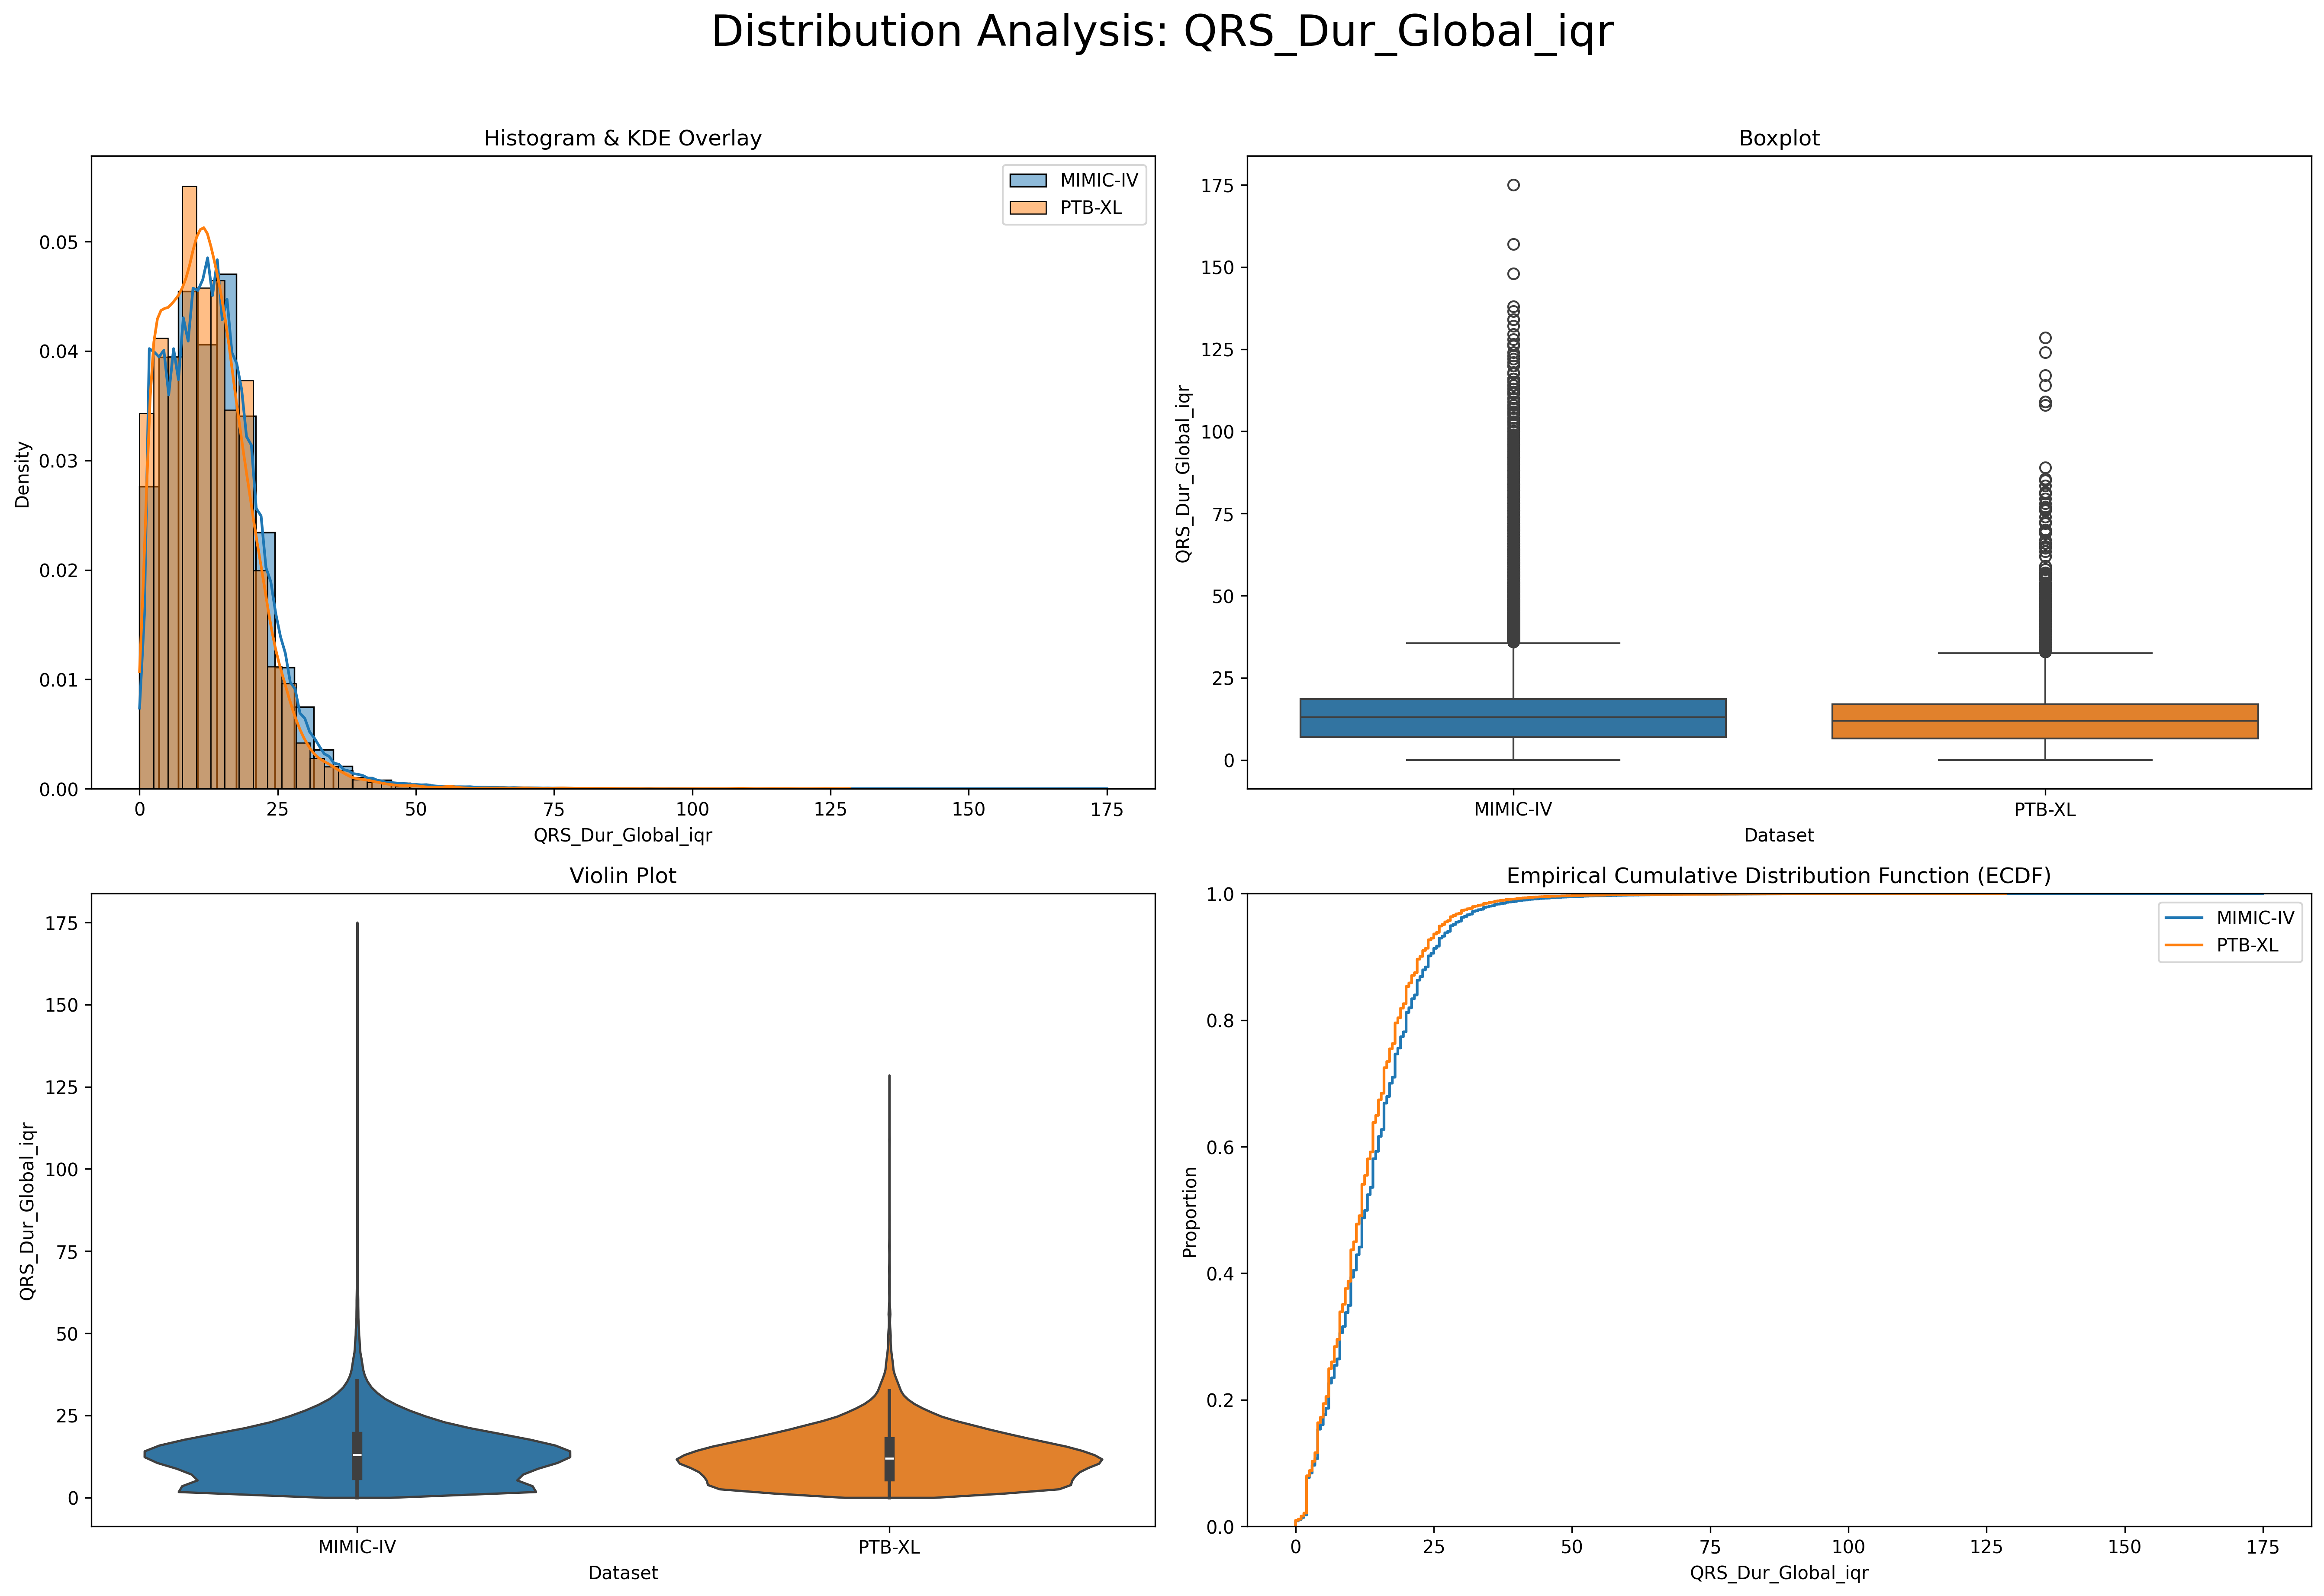 Distribution Analysis: QRS_Dur_Global_iqr
Histogram & KDE Overlay
MIMIC-IV
PTB-XL
Density
0.05
0.04
0.03
0.02
0.01
0.00
0 25 50 75 100 125 150 175
QRS_Dur_Global_iqr
Boxplot
QRS_Dur_Global_iqr
175
150
125
100
75
50
25
0
MIMIC-IV PTB-XL
Dataset
Violin Plot
QRS_Dur_Global_iqr
175
150
125
100
75
50
25
0
MIMIC-IV PTB-XL
Dataset
Empirical Cumulative Distribution Function (ECDF)
MIMIC-IV
PTB-XL
Proportion
1.0
0.8
0.6
0.4
0.2
0.0
0 25 50 75 100 125 150 175
QRS_Dur_Global_iqr